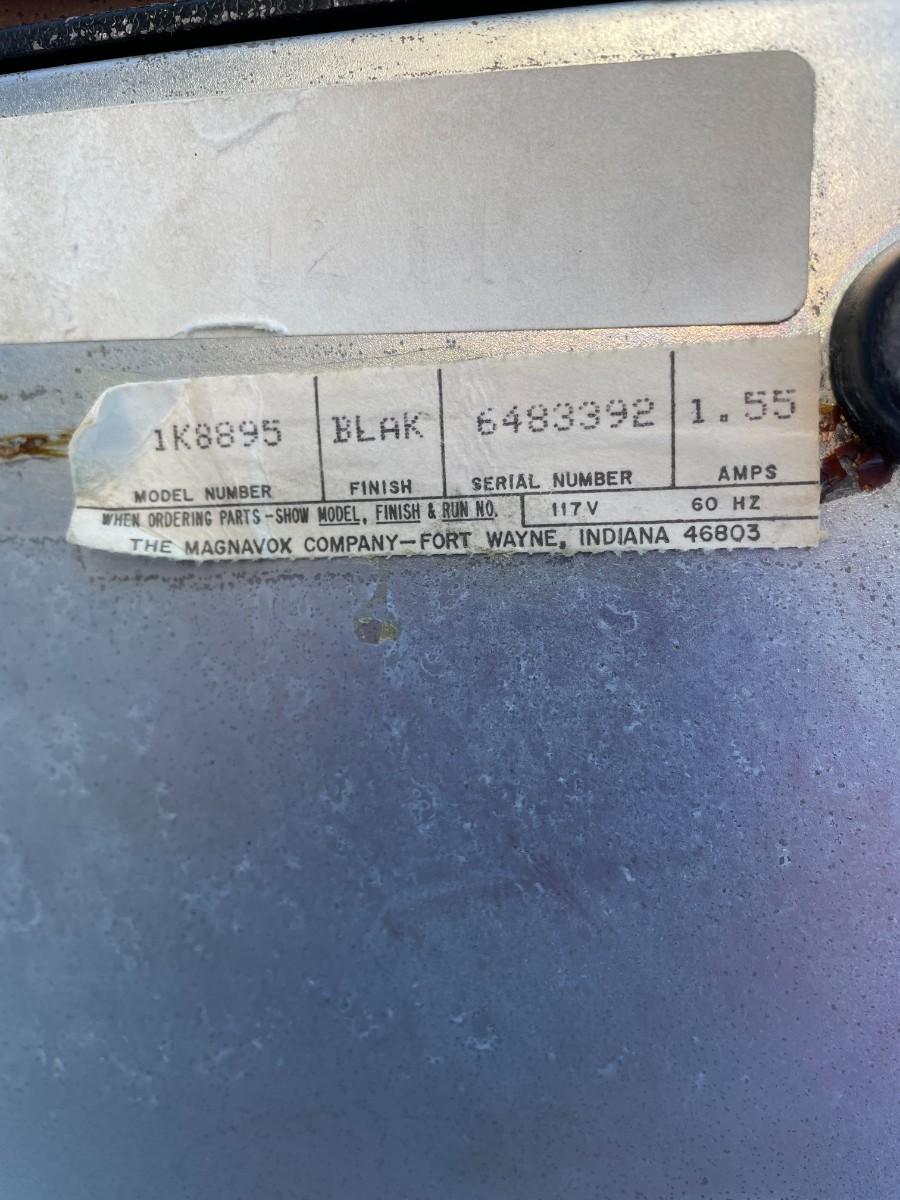 1K8895 BLAK 6483392 1.55
MODEL NUMBER FINISH SERIAL NUMBER AMPS
WHEN ORDERING PARTS-SHOW MODEL, FINISH & RUN NO. 117V 60 HZ
THE MAGNAVOX COMPANY-FORT WAYNE, INDIANA 46803